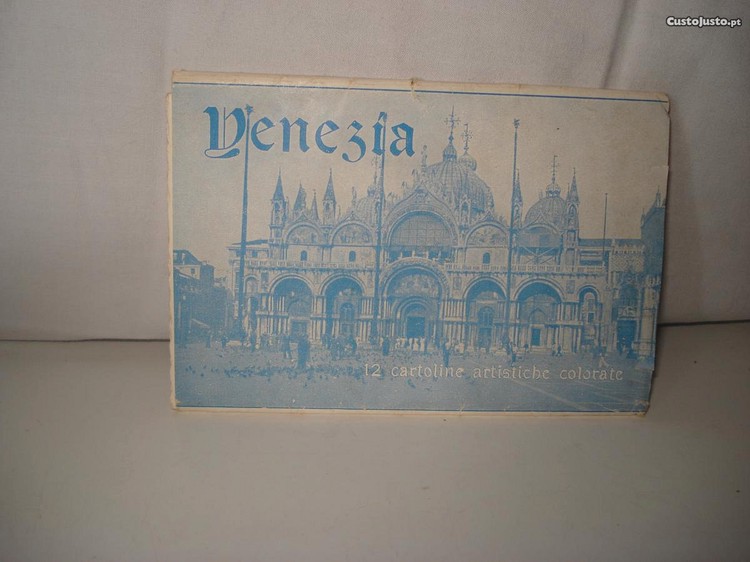 CustoJusto.pt
Venezia
12 cartoline artistiche colorate